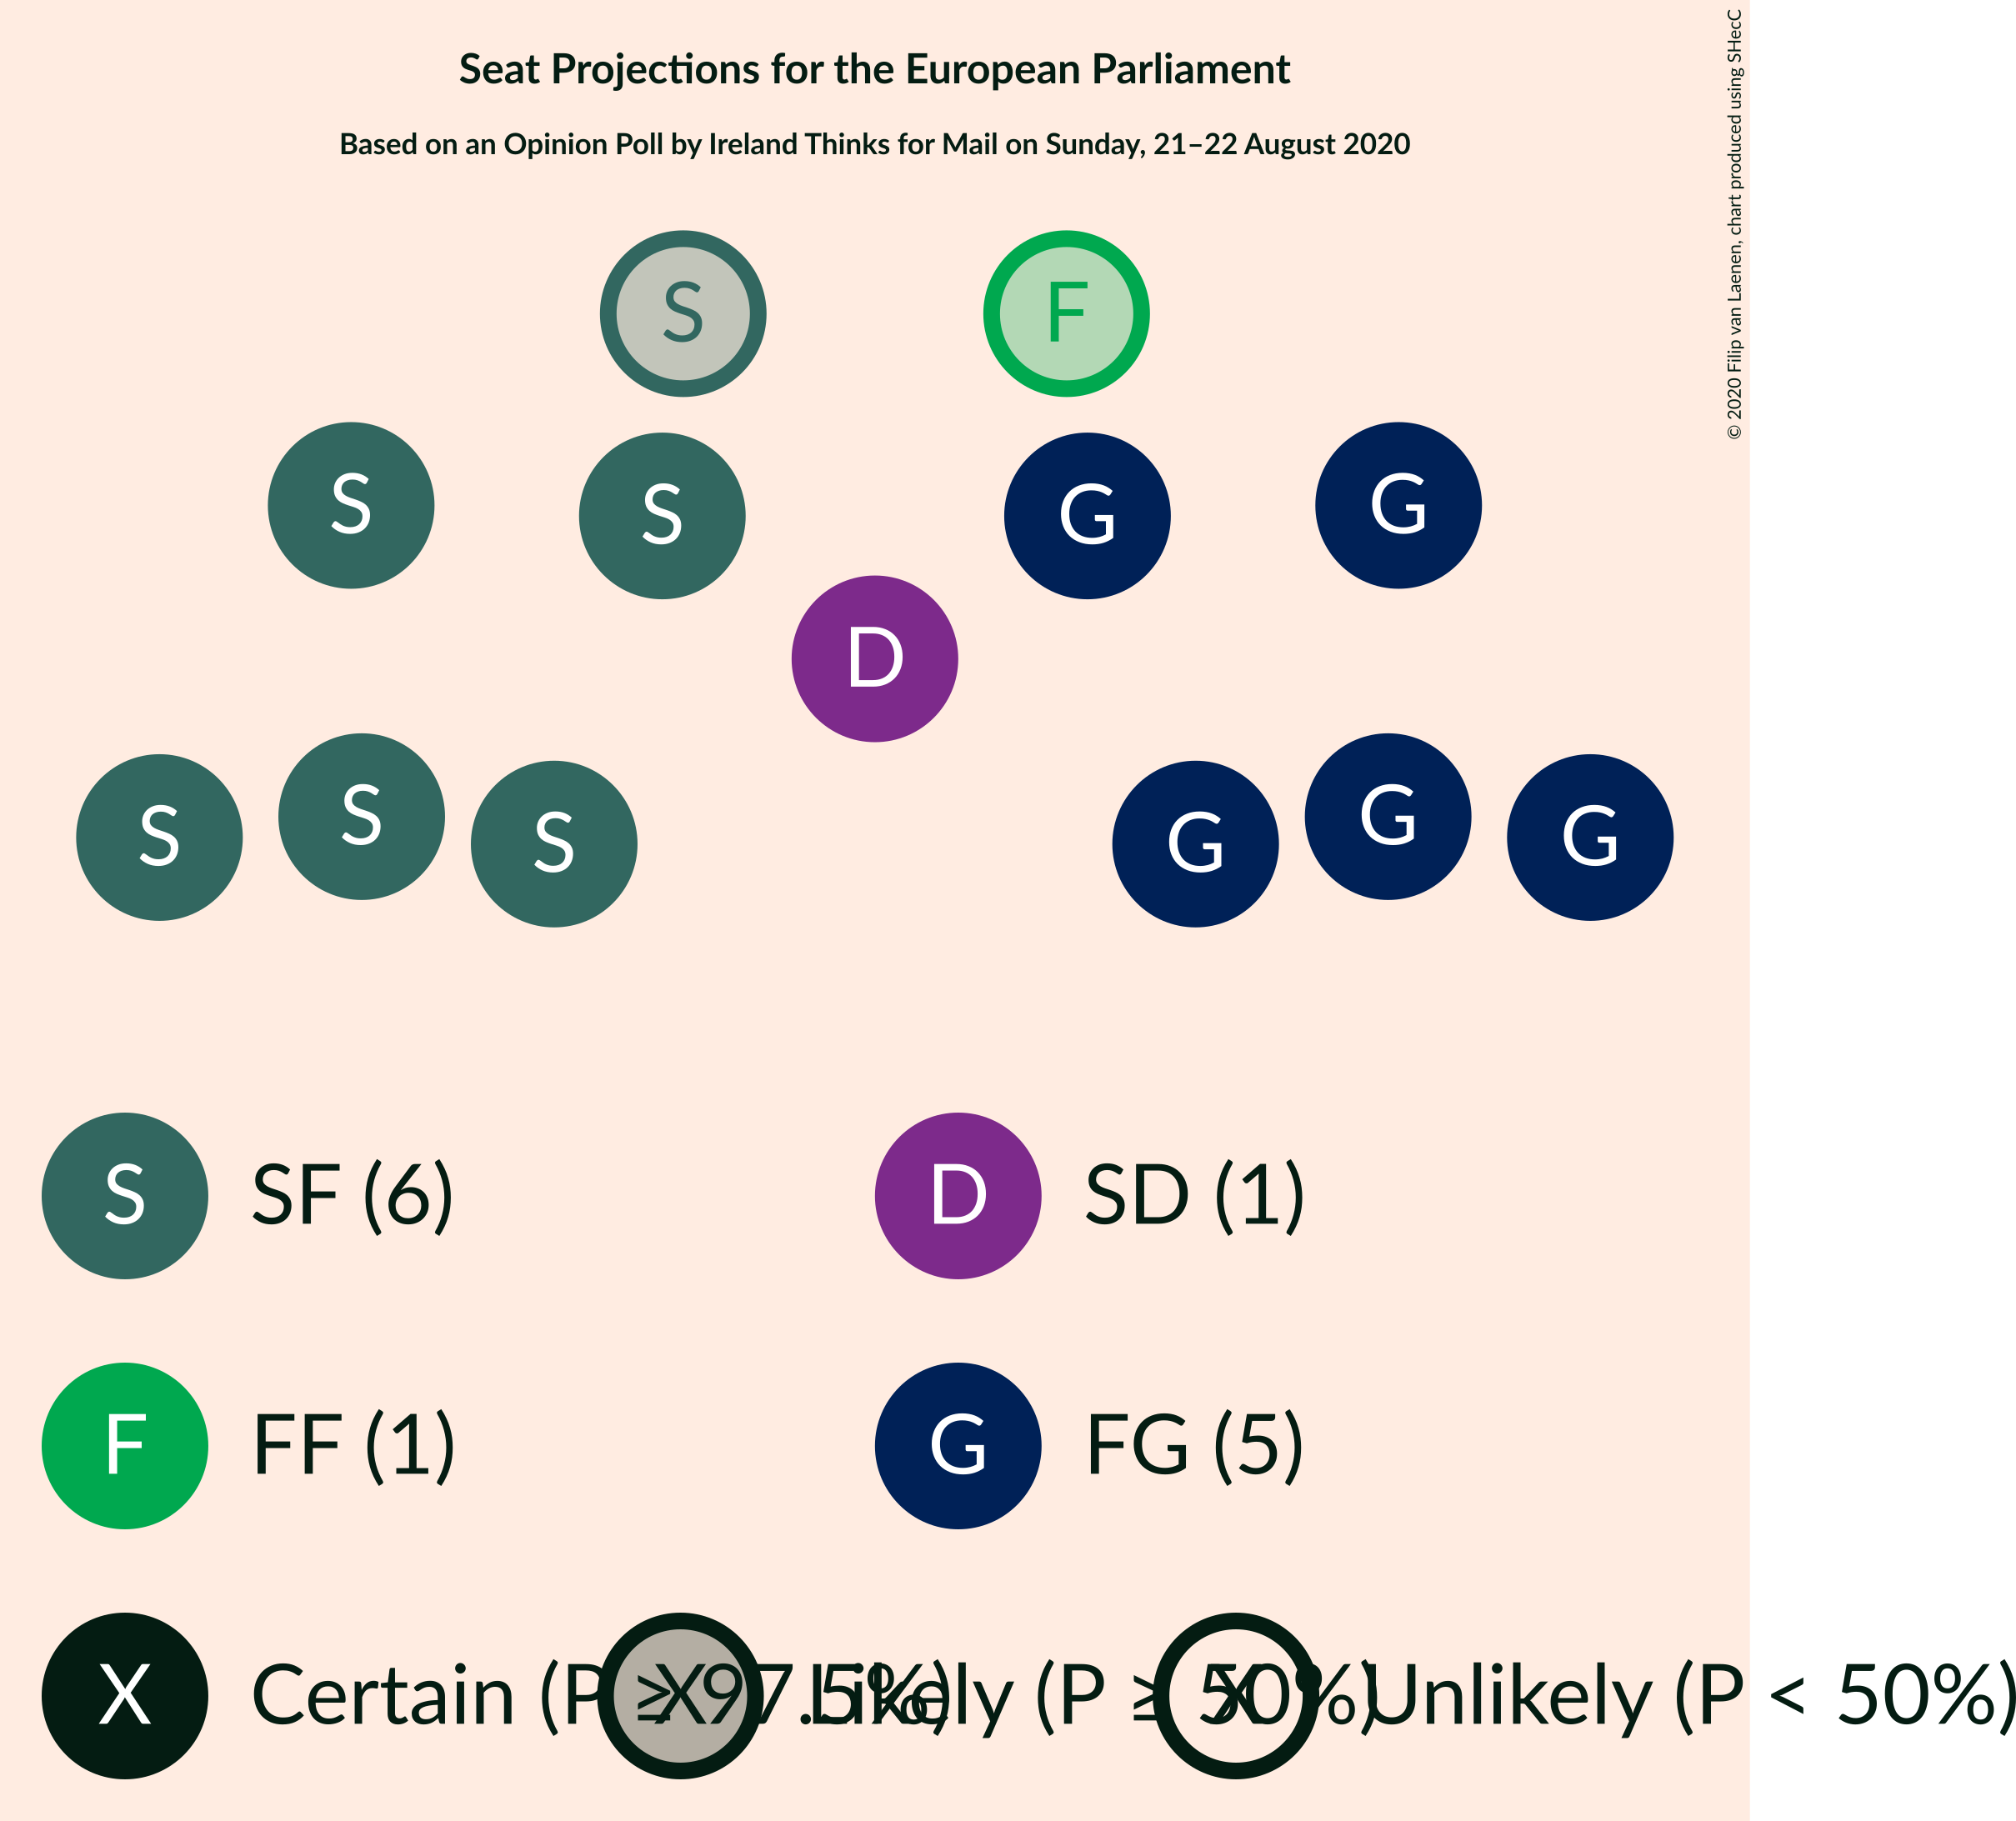 Seat Projections for the European Parliament
Based on an Opinion Poll by Ireland Thinks for Mail on Sunday, 21–22 August 2020
© 2020 Filip van Laenen, chart produced using SHecC
S F
S S G G
D
S S S G G G
S SF (6) D SD (1)
F FF (1) G FG (5)
X Certain (P ≥ 97.5%) X Likely (P ≥ 50%) X Unlikely (P < 50%)